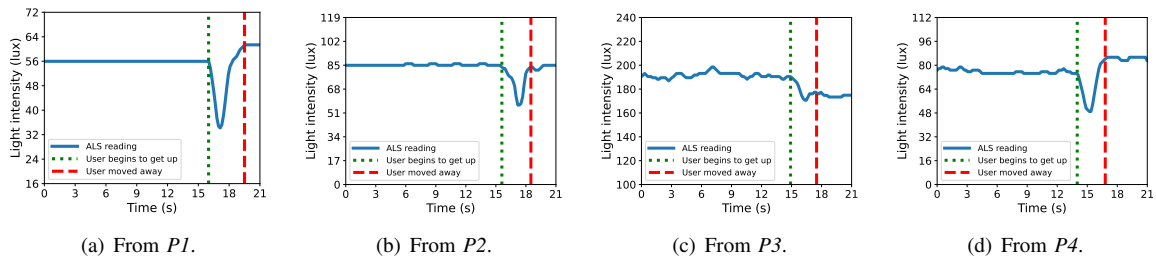 72
64
56
48
40
32
24
16
Light intensity (lux)
ALS reading
User begins to get up
User moved away
0 3 6 9 12 15 18 21
Time (s)
(a) From P1.
119
102
85
68
51
34
17
0
Light intensity (lux)
ALS reading
User begins to get up
User moved away
0 3 6 9 12 15 18 21
Time (s)
(b) From P2.
240
220
200
180
160
140
120
100
Light intensity (lux)
ALS reading
User begins to get up
User moved away
0 3 6 9 12 15 18 21
Time (s)
(c) From P3.
112
96
80
64
48
32
16
0
Light intensity (lux)
ALS reading
User begins to get up
User moved away
0 3 6 9 12 15 18 21
Time (s)
(d) From P4.